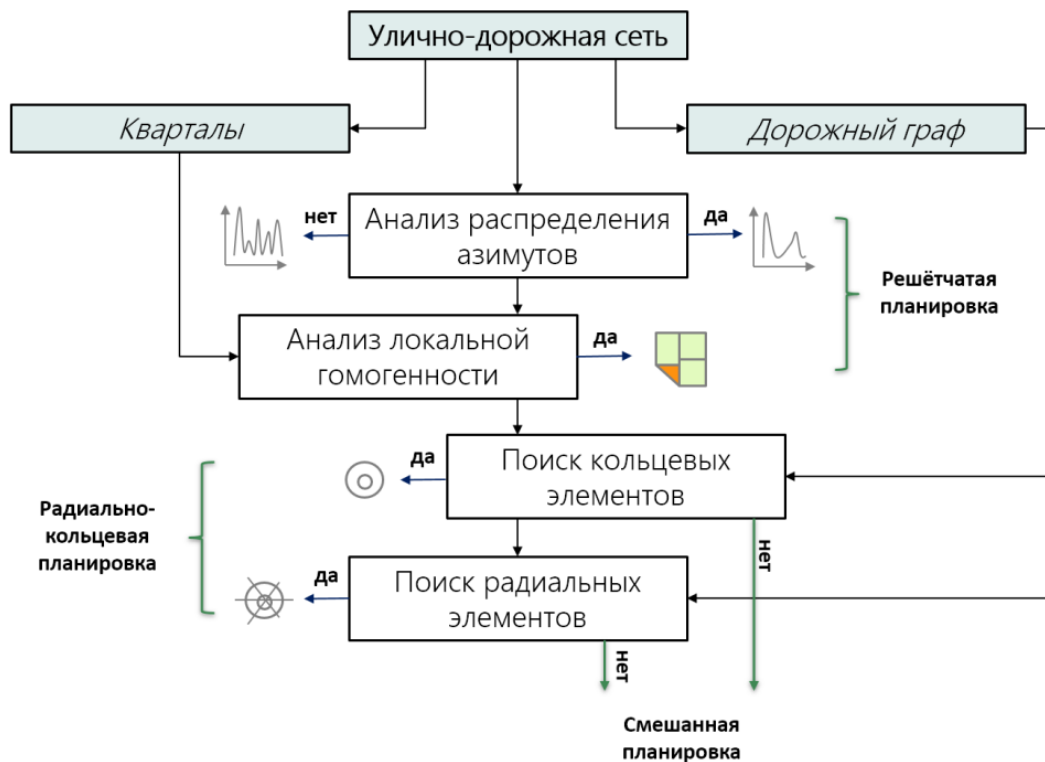 Улично-дорожная сеть
Кварталы
Дорожный граф
нет
Анализ распределения
азимутов
да
Решётчатая
планировка
Анализ локальной
гомогенности
да
Поиск кольцевых
элементов
да
Радиально-
кольцевая
планировка
нет
Поиск радиальных
элементов
да
нет
Смешанная
планировка